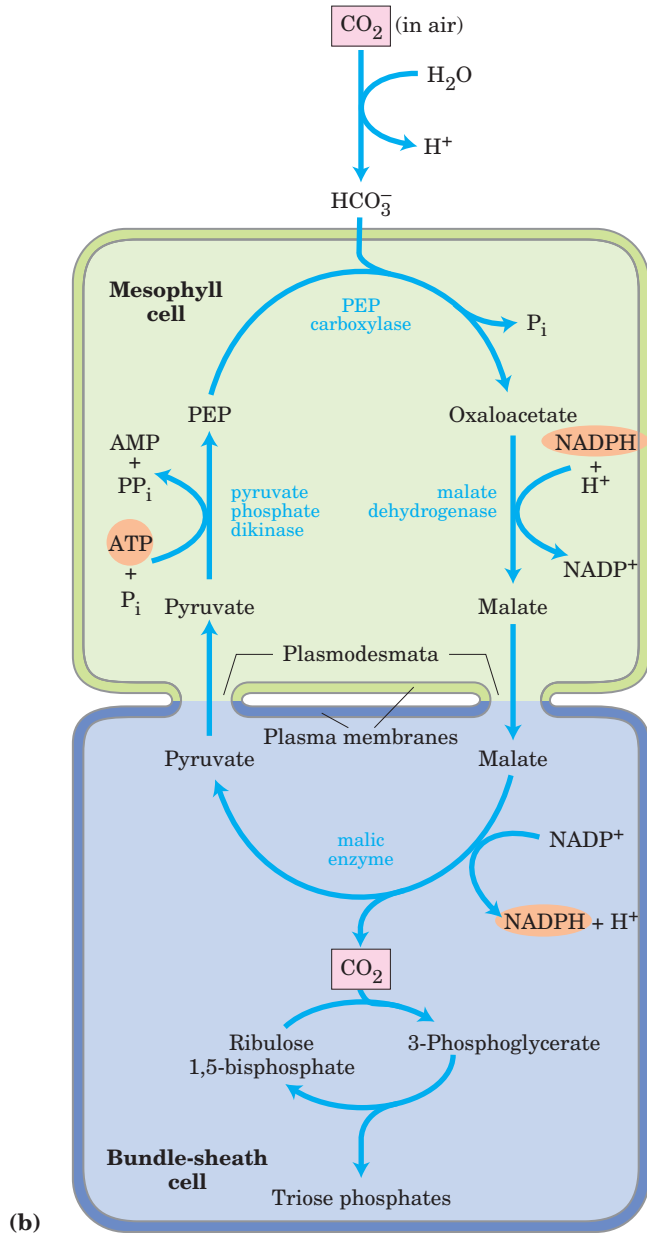 CO₂ (in air)
H₂O
H⁺
HCO₃⁻
Mesophyll
cell
PEP
carboxylase
Pᵢ
PEP
Oxaloacetate
AMP
+
PPᵢ
pyruvate
phosphate
dikinase
malate
dehydrogenase
NADPH
+
H⁺
ATP
+
Pᵢ
NADP⁺
Pyruvate
Malate
Plasmodesmata
Plasma membranes
Pyruvate
Malate
malic
enzyme
NADP⁺
NADPH + H⁺
CO₂
Ribulose
1,5-bisphosphate
3-Phosphoglycerate
Bundle-sheath
cell
Triose phosphates
(b)